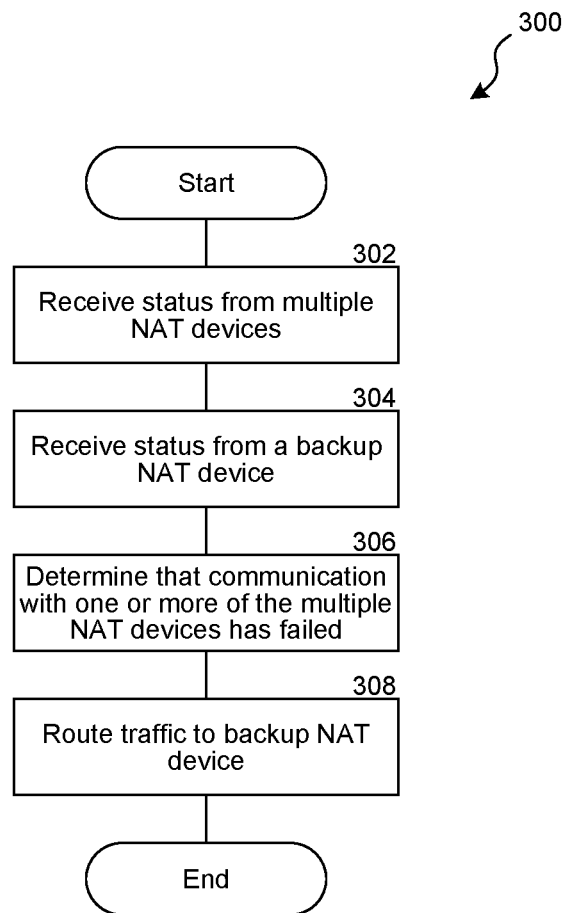 300
Start
302
Receive status from multiple
NAT devices
304
Receive status from a backup
NAT device
306
Determine that communication
with one or more of the multiple
NAT devices has failed
308
Route traffic to backup NAT
device
End